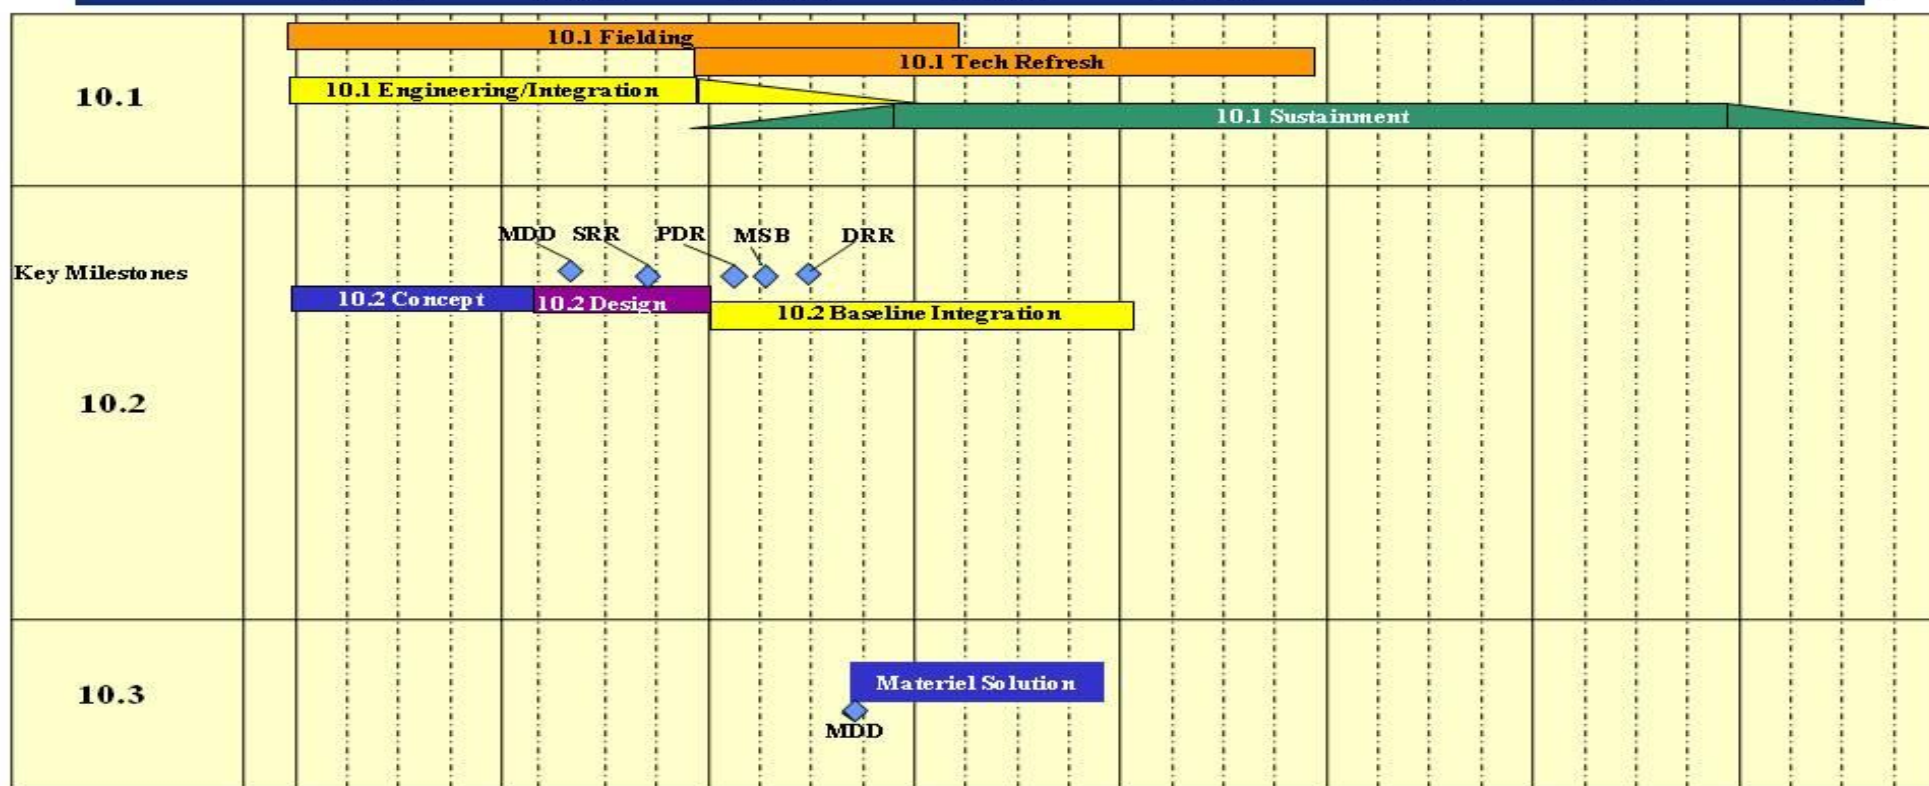 10.1 Fielding
10.1 Tech Refresh
10.1 Engineering/Integration
10.1
10.1 Sustainment
MDD SRR PDR MSB DRR
Key Milestones
10.2 Concept
10.2 Design
10.2 Baseline Integration
10.2
Materiel Solution
10.3
MDD